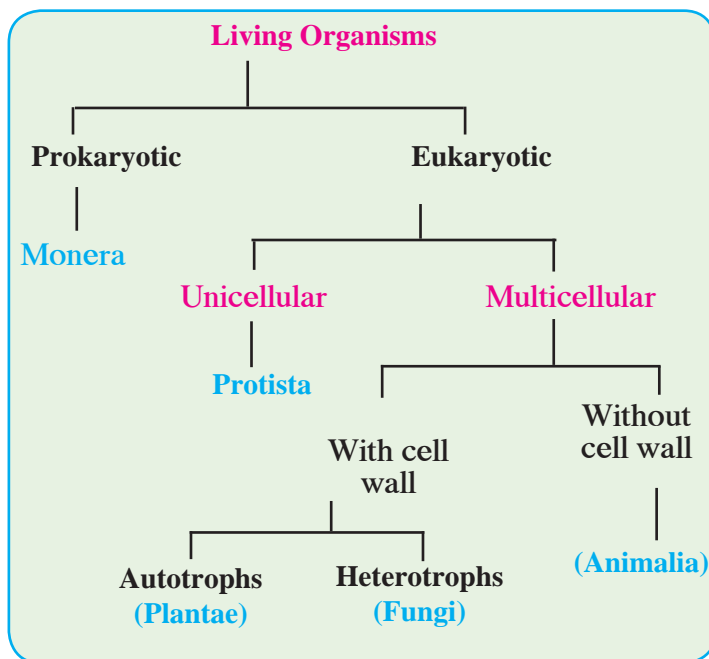 Living Organisms
Prokaryotic
Eukaryotic
Monera
Unicellular
Multicellular
Protista
With cell
wall
Without
cell wall
Autotrophs
(Plantae)
Heterotrophs
(Fungi)
(Animalia)